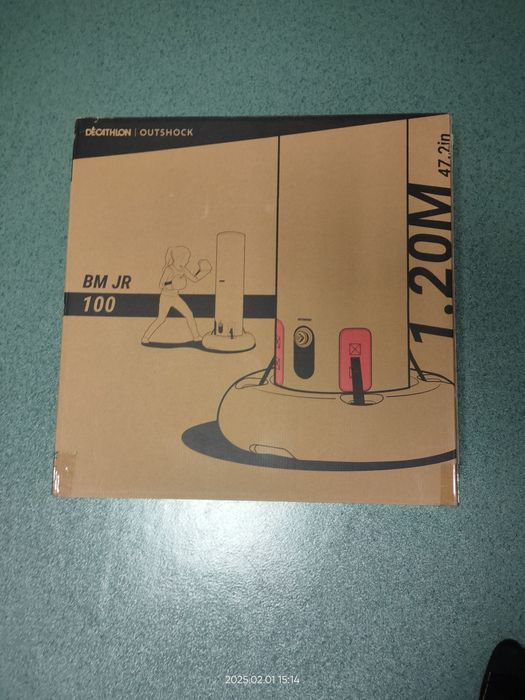 DECATHLON | OUTSHOCK
1.20M 47.2in
BM JR
100
2025.02.01 15:14